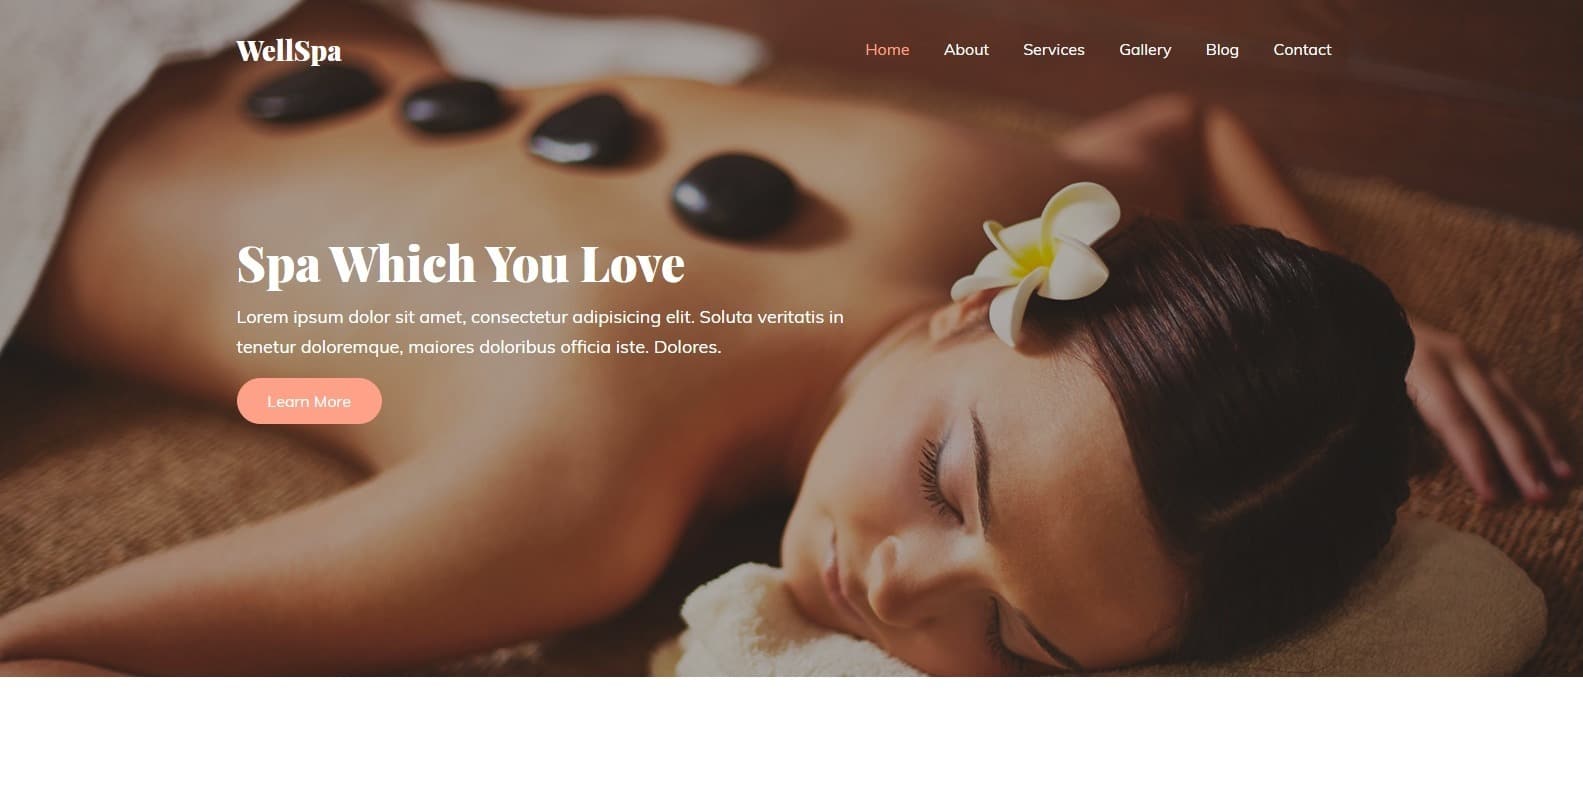 WellSpa
Home About Services Gallery Blog Contact
Spa Which You Love
Lorem ipsum dolor sit amet, consectetur adipisicing elit. Soluta veritatis in
tenetur doloremque, maiores doloribus officia iste. Dolores.
Learn More